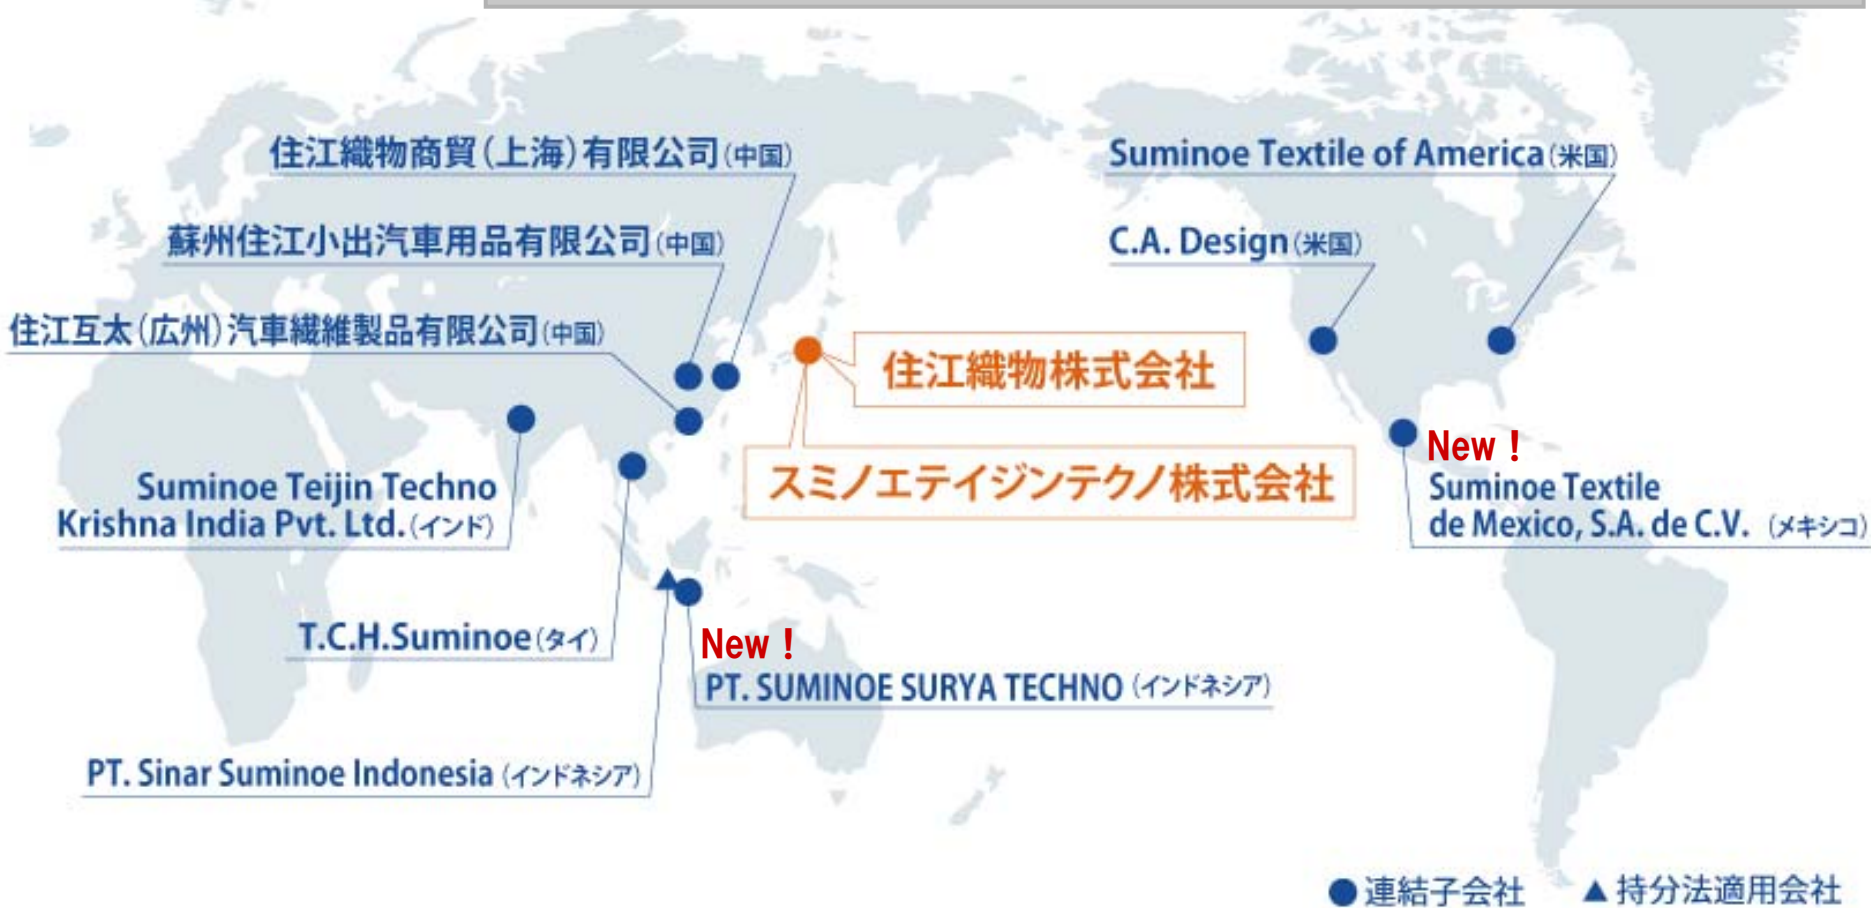 住江織物商貿(上海)有限公司(中国)
蘇州住江小出汽車用品有限公司(中国)
住江互太(広州)汽車繊維製品有限公司(中国)
Suminoe Textile of America(米国)
C.A. Design(米国)
住江織物株式会社
スミノエテイジンテクノ株式会社
New!
Suminoe Textile
de Mexico, S.A. de C.V. (メキシコ)
Suminoe Teijin Techno
Krishna India Pvt. Ltd.(インド)
T.C.H.Suminoe(タイ)
New!
PT. SUMINOE SURYA TECHNO (インドネシア)
PT. Sinar Suminoe Indonesia (インドネシア)
●連結子会社 ▲持分法適用会社